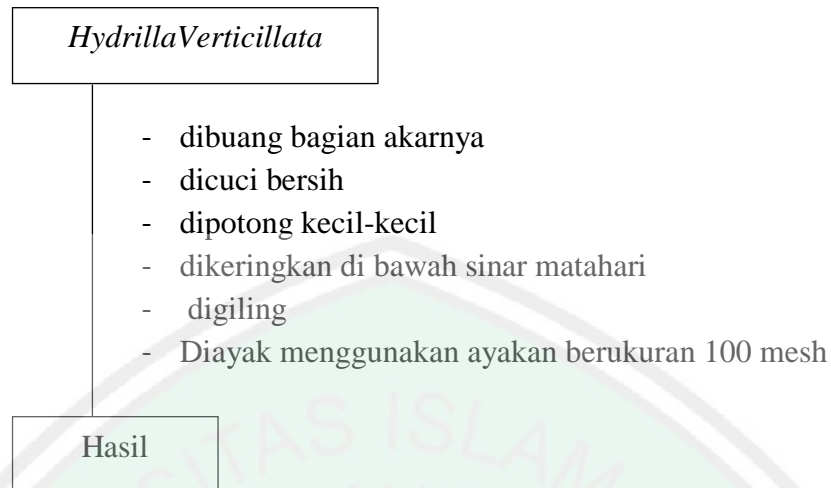 HydrillaVerticillata
- dibuang bagian akarnya
- dicuci bersih
- dipotong kecil-kecil
- dikeringkan di bawah sinar matahari
- digiling
- Diayak menggunakan ayakan berukuran 100 mesh
Hasil